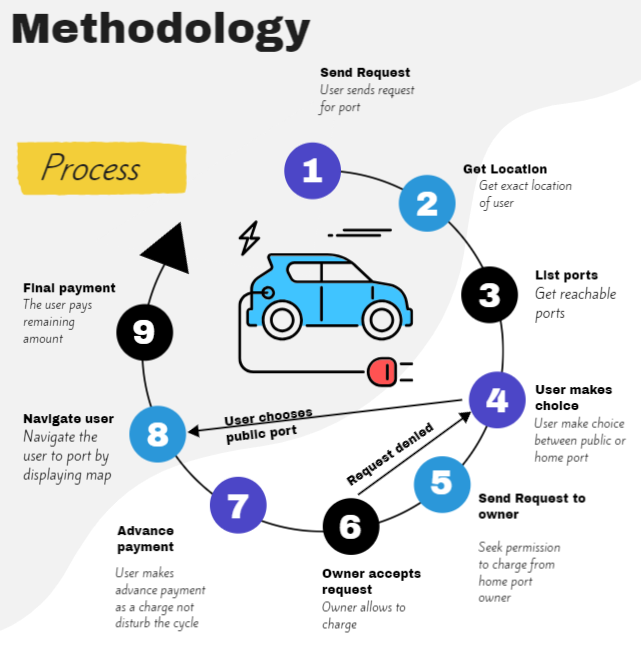 Methodology
Process
1
Send Request
User sends request
for port
2
Get Location
Get exact location
of user
3
List ports
Get reachable
ports
4
User makes
choice
User make choice
between public or
home port
User chooses
public port
Request denied
5
Send Request to
owner
Seek permission
to charge from
home port
owner
6
Owner accepts
request
Owner allows to
charge
7
Advance
payment
User makes
advance payment
as a charge not
disturb the cycle
8
Navigate user
Navigate the
user to port by
displaying map
9
Final payment
The user pays
remaining
amount